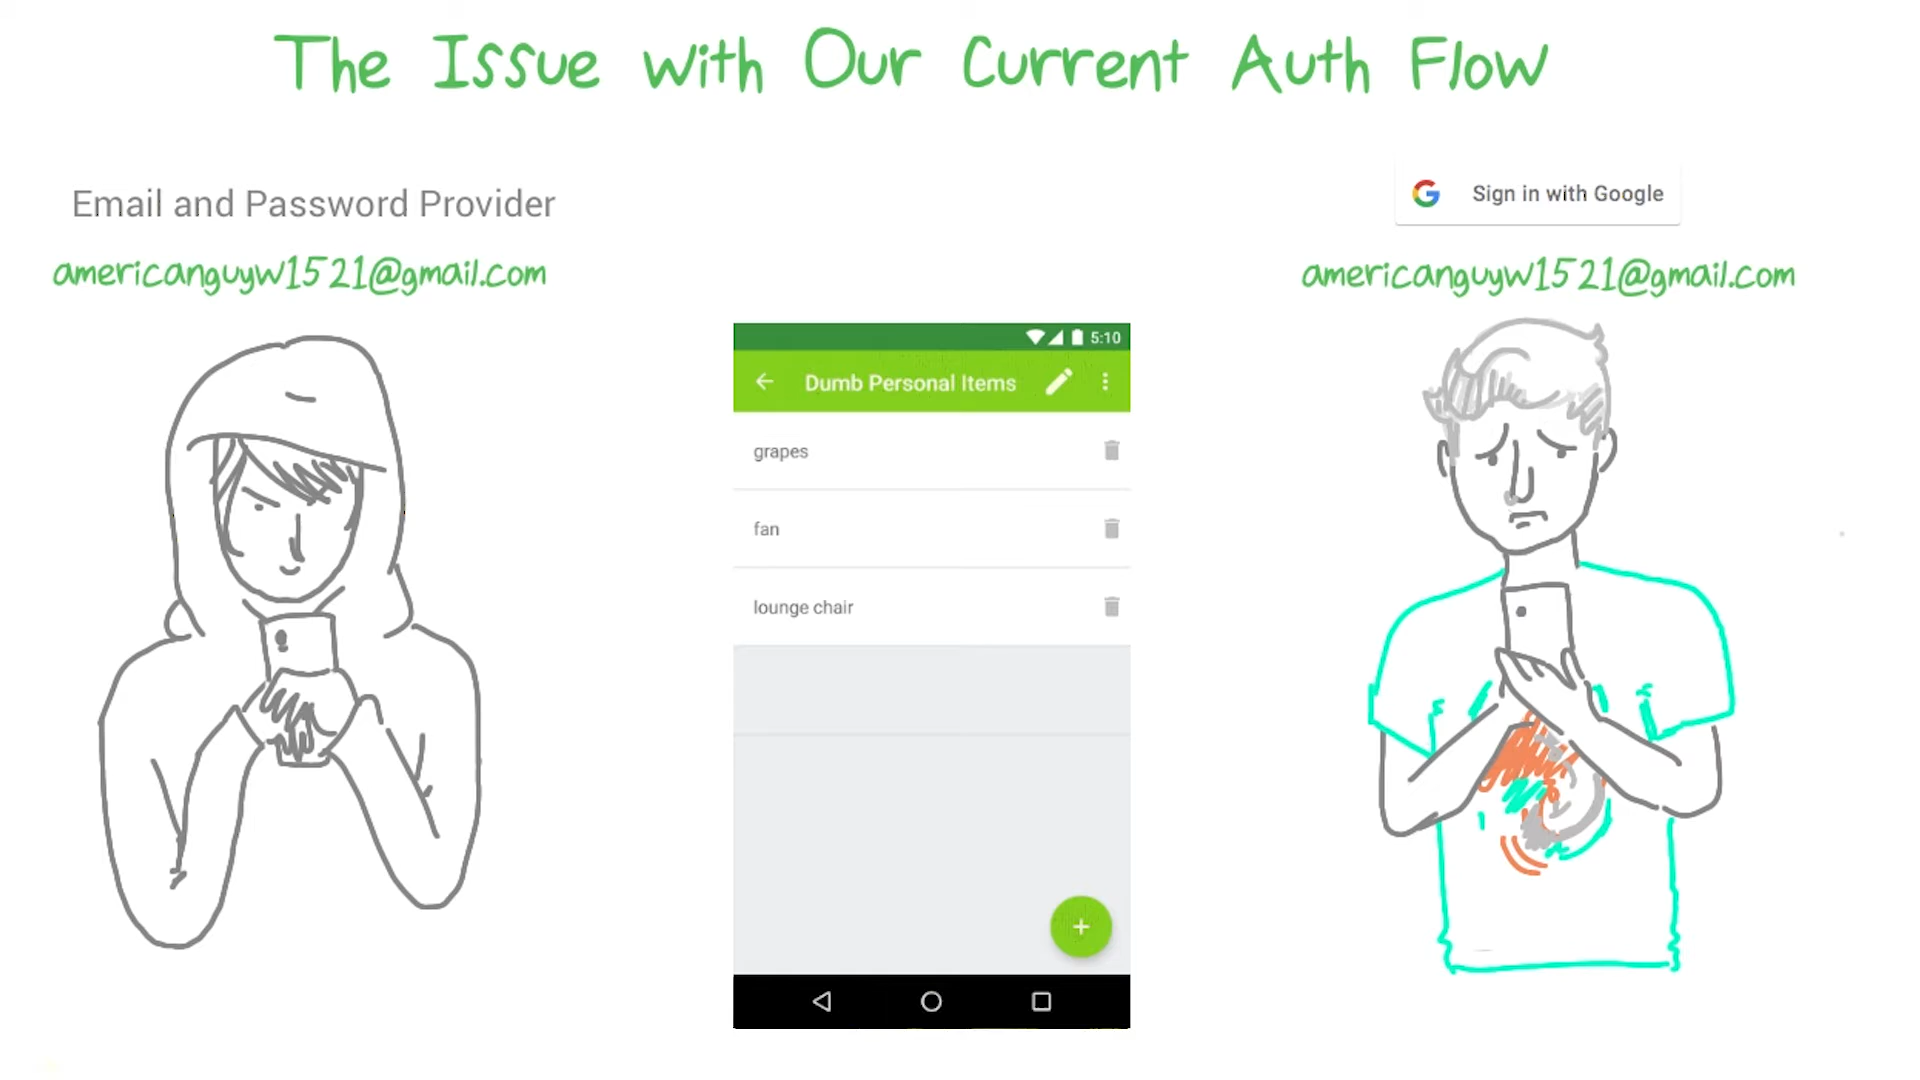 The Issue with Our Current Auth Flow
Email and Password Provider
americanguyw1521@gmail.com
Sign in with Google
americanguyw1521@gmail.com
5:10
Dumb Personal Items
grapes
fan
lounge chair